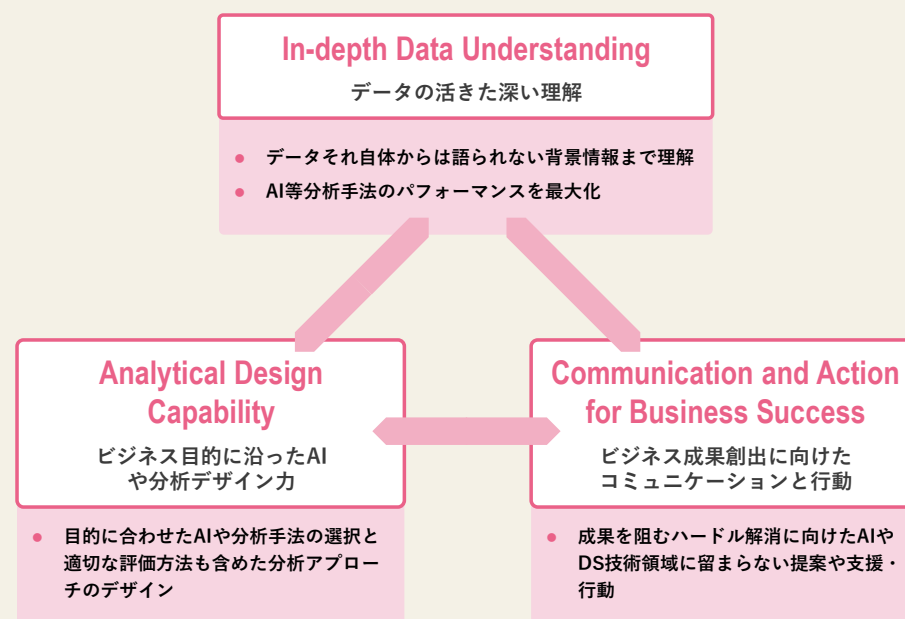 In-depth Data Understanding
データの活きた深い理解
● データそれ自体からは語られない背景情報まで理解
● AI等分析手法のパフォーマンスを最大化
Analytical Design
Capability
ビジネス目的に沿ったAI
や分析デザイン力
● 目的に合わせたAIや分析手法の選択と
適切な評価方法も含めた分析アプロー
チのデザイン
Communication and Action
for Business Success
ビジネス成果創出に向けた
コミュニケーションと行動
● 成果を阻むハードル解消に向けたAIや
DS技術領域に留まらない提案や支援・
行動